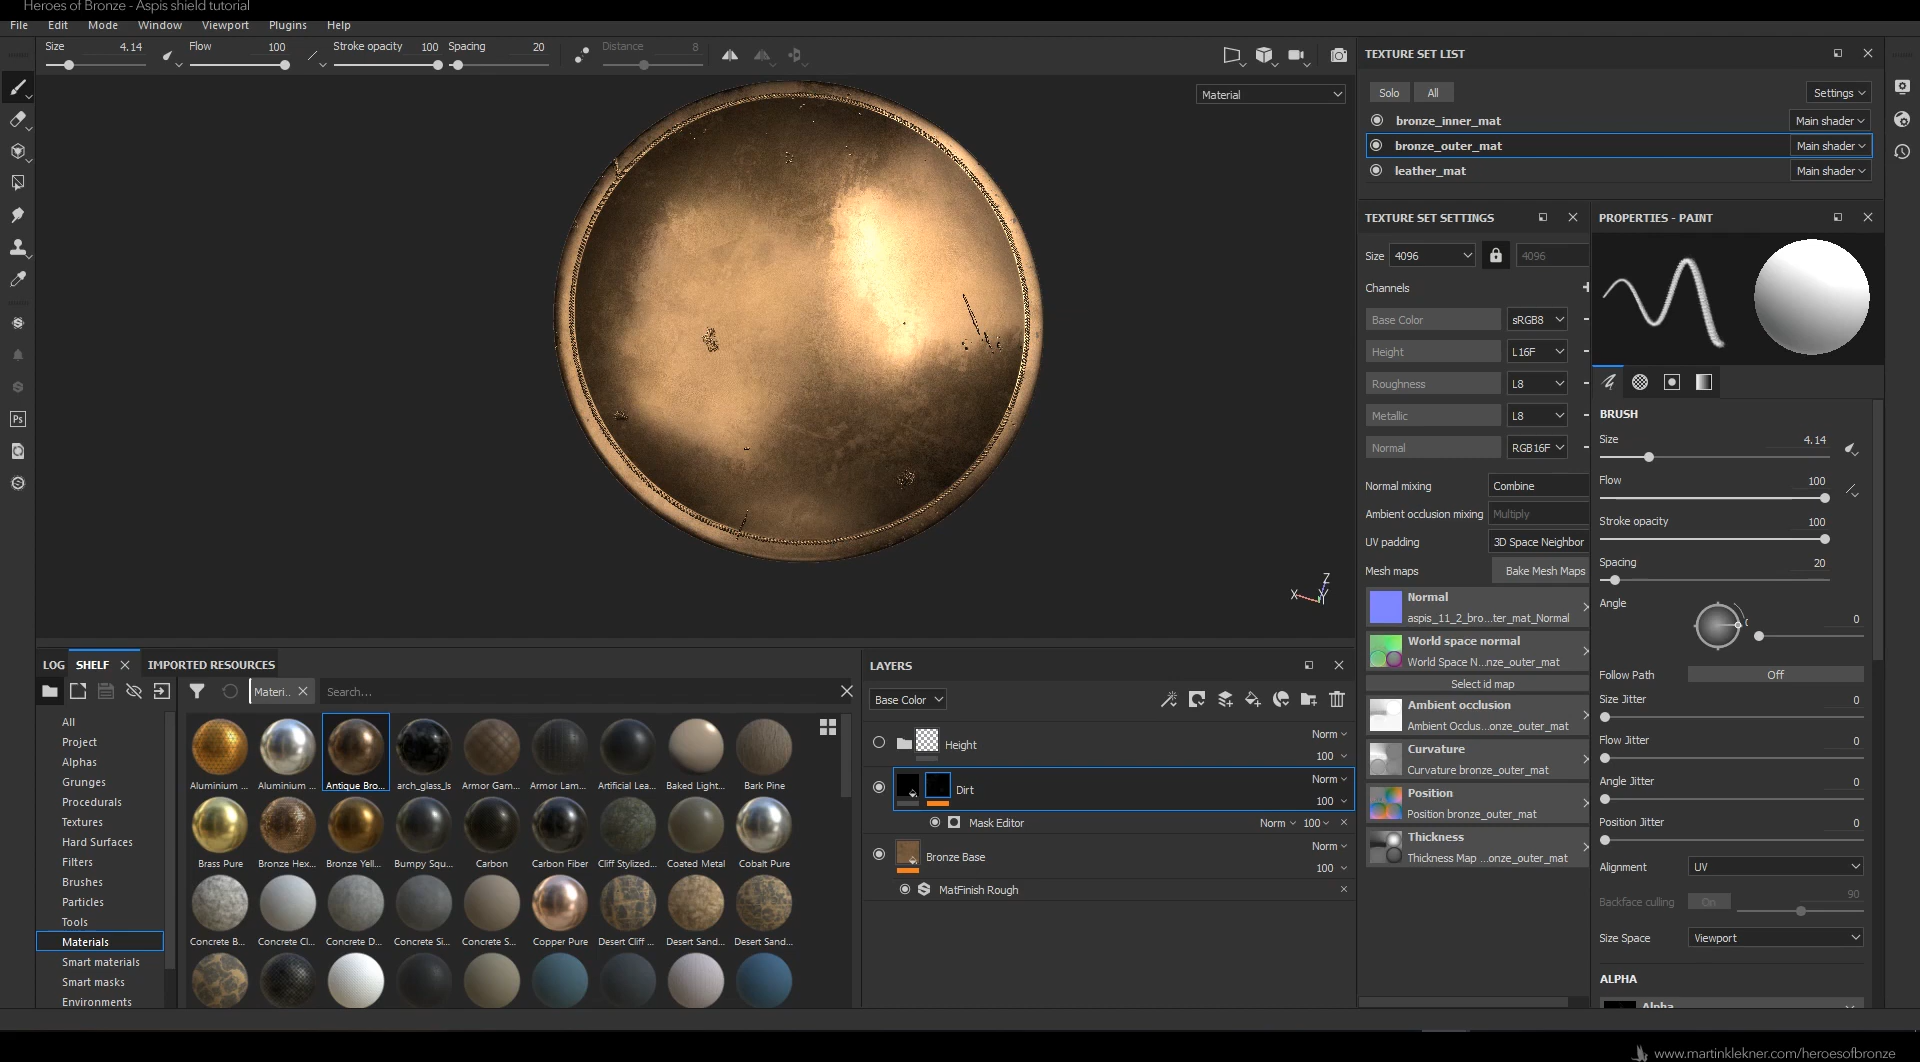 Heroes of Bronze - Aspis shield tutorial
File Edit Mode Window Viewport Plugins Help
Size 4.14 Flow 100 Stroke opacity 100 Spacing 20 Distance 8
Material
TEXTURE SET LIST
Solo All Settings
bronze_inner_mat Main shader
bronze_outer_mat Main shader
leather_mat Main shader
TEXTURE SET SETTINGS
Size 4096 4096
Channels
Base Color sRGB8
Height L16F
Roughness L8
Metallic L8
Normal RGB16F
Normal mixing Combine
Ambient occlusion mixing Multiply
UV padding 3D Space Neighbor
Mesh maps Bake Mesh Maps
Normal
aspis_11_2_bro...ter_mat_Normal
World space normal
World Space N...nze_outer_mat
Select id map
Ambient occlusion
Ambient Occlus...onze_outer_mat
Curvature
Curvature bronze_outer_mat
Position
Position bronze_outer_mat
Thickness
Thickness Map ...onze_outer_mat
PROPERTIES - PAINT
BRUSH
Size 4.14
Flow 100
Stroke opacity 100
Spacing 20
Angle 0
Follow Path Off
Size Jitter 0
Flow Jitter 0
Angle Jitter 0
Position Jitter 0
Alignment UV
Backface culling On 90
Size Space Viewport
ALPHA
Alpha
X Y Z
Ps
LOG SHELF IMPORTED RESOURCES
Materi.. Search...
All
Project
Alphas
Grunges
Procedurals
Textures
Hard Surfaces
Filters
Brushes
Particles
Tools
Materials
Smart materials
Smart masks
Environments
Aluminium ... Aluminium ... Antique Bro... arch_glass_ls Armor Gam... Armor Lam... Artificial Lea... Baked Light... Bark Pine
Brass Pure Bronze Hex... Bronze Yell... Bumpy Squ... Carbon Carbon Fiber Cliff Stylized... Coated Metal Cobalt Pure
Concrete B... Concrete Cl... Concrete D... Concrete Si... Concrete S... Copper Pure Desert Cliff ... Desert Sand... Desert Sand...
LAYERS
Base Color
Height Norm 100
Dirt Norm 100
Mask Editor Norm 100
Bronze Base Norm 100
MatFinish Rough
www.martinklekner.com/heroesofbronze